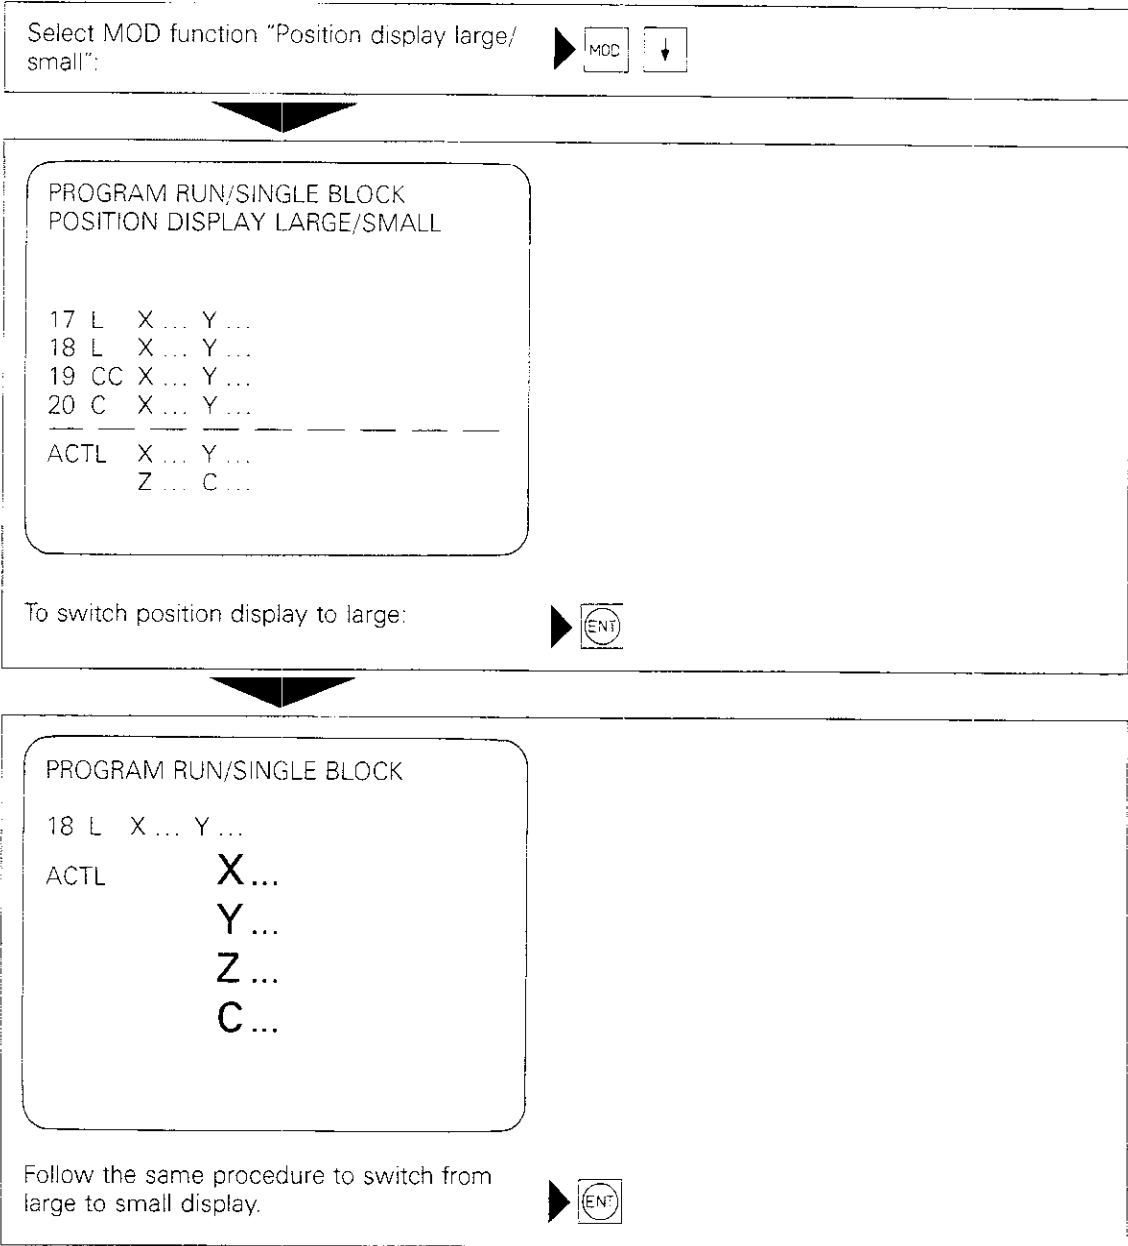 Select MOD function "Position display large/
small":
MOD ↓
PROGRAM RUN/SINGLE BLOCK
POSITION DISPLAY LARGE/SMALL
17 L X ... Y ...
18 L X ... Y ...
19 CC X ... Y ...
20 C X ... Y ...
ACTL X ... Y ...
Z ... C ...
To switch position display to large:
ENT
PROGRAM RUN/SINGLE BLOCK
18 L X ... Y ...
ACTL X ...
Y ...
Z ...
C ...
Follow the same procedure to switch from
large to small display.
ENT